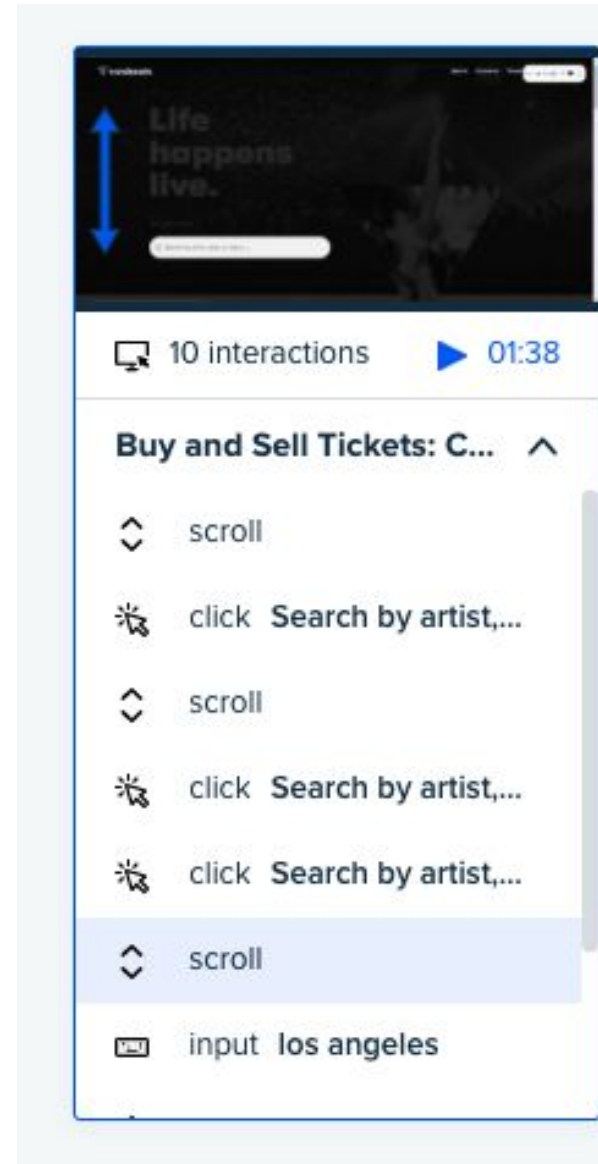 Life
happens
live.
10 interactions 01:38
Buy and Sell Tickets: C...
scroll
click Search by artist,...
scroll
click Search by artist,...
click Search by artist,...
scroll
input los angeles